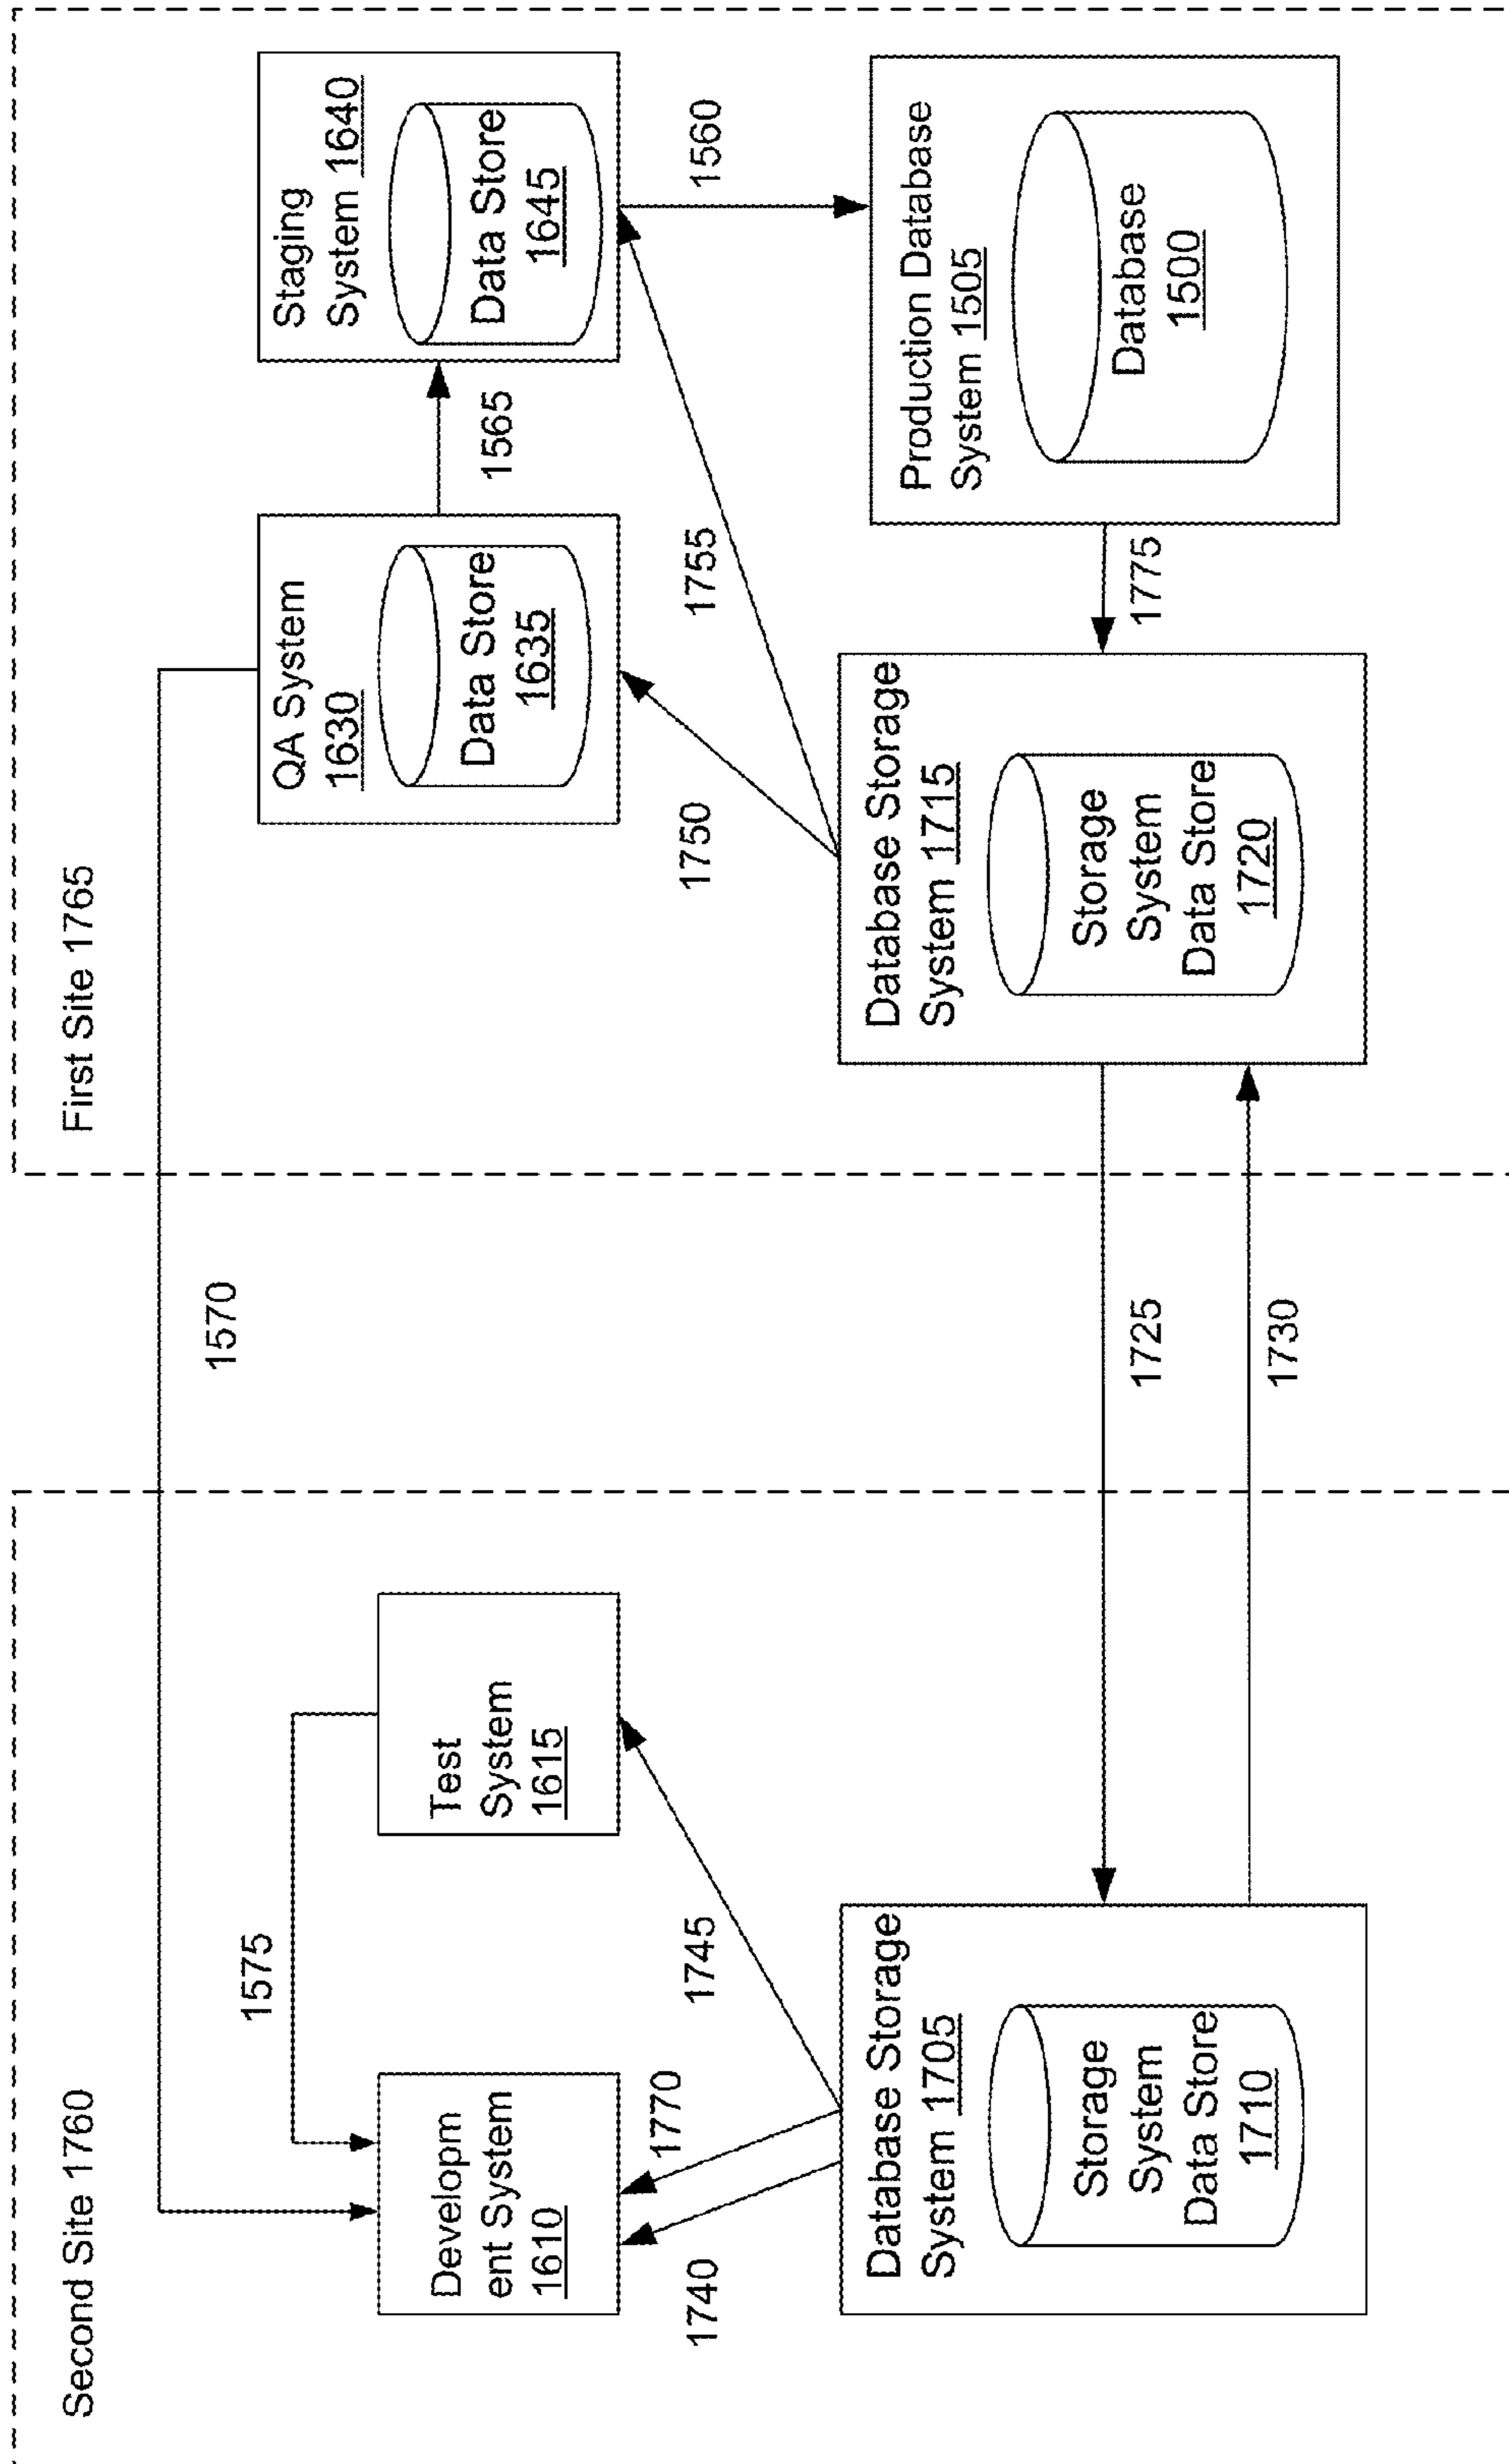 Second Site 1760
1570
First Site 1765
1575
Developm
ent System
1610
Test
System
1615
QA System
1630
Data Store
1635
1565
Staging
System 1640
Data Store
1645
1740
1770
1745
1750
1755
1560
Database Storage
System 1705
Storage
System
Data Store
1710
1725
1730
Database Storage
System 1715
Storage
System
Data Store
1720
1775
Production Database
System 1505
Database
1500